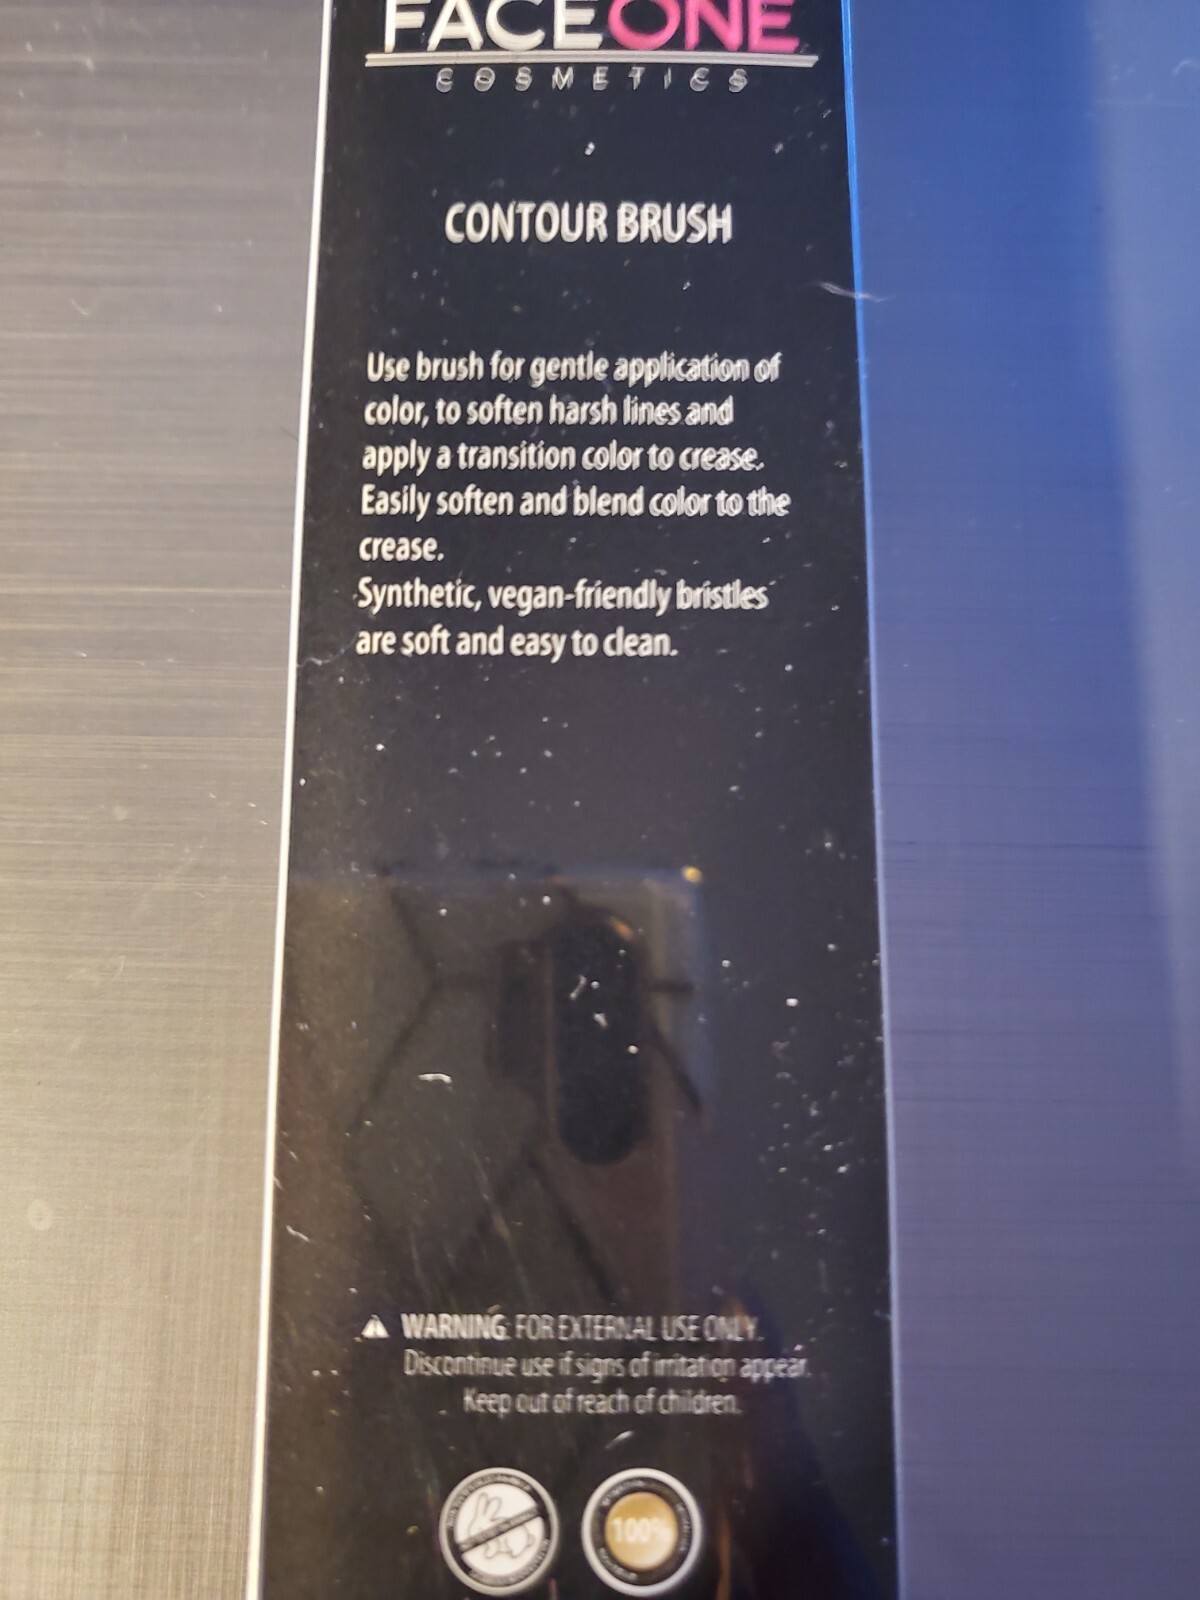 FACEONE
COSMETICS
CONTOUR BRUSH
Use brush for gentle application of
color, to soften harsh lines and
apply a transition color to crease.
Easily soften and blend color to the
crease.
Synthetic, vegan-friendly bristles
are soft and easy to clean.
WARNING: FOR EXTERNAL USE ONLY.
Discontinue use if signs of irritation appear.
Keep out of reach of children.
100%